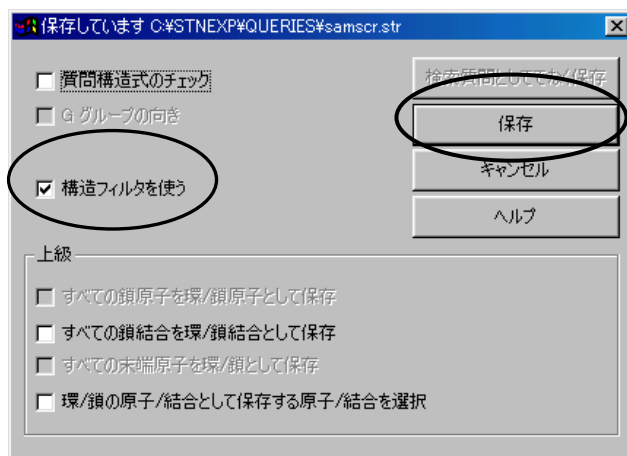 保存しています C:¥STNEXP¥QUERIES¥samscr.str
質問構造式のチェック
G グループの向き
構造フィルタを使う
検索質問としてでなく保存
保存
キャンセル
ヘルプ
上級
すべての鎖原子を環/鎖原子として保存
すべての鎖結合を環/鎖結合として保存
すべての末端原子を環/鎖として保存
環/鎖の原子/結合として保存する原子/結合を選択